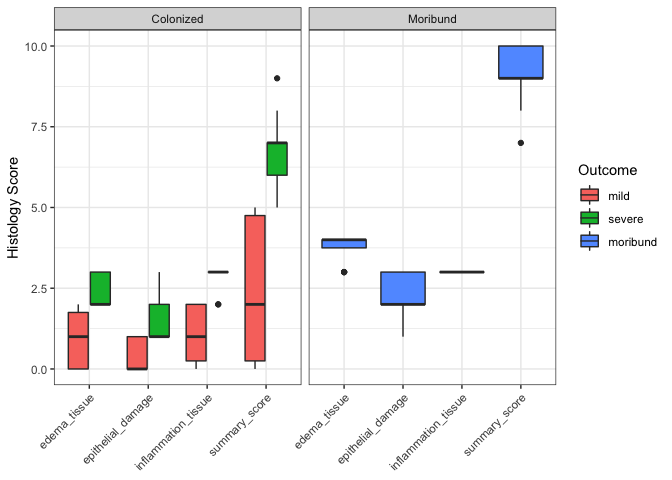 Colonized
Moribund
Histology Score
10.0
7.5
5.0
2.5
0.0
edema_tissue
epithelial_damage
inflammation_tissue
summary_score
edema_tissue
epithelial_damage
inflammation_tissue
summary_score
Outcome
mild
severe
moribund